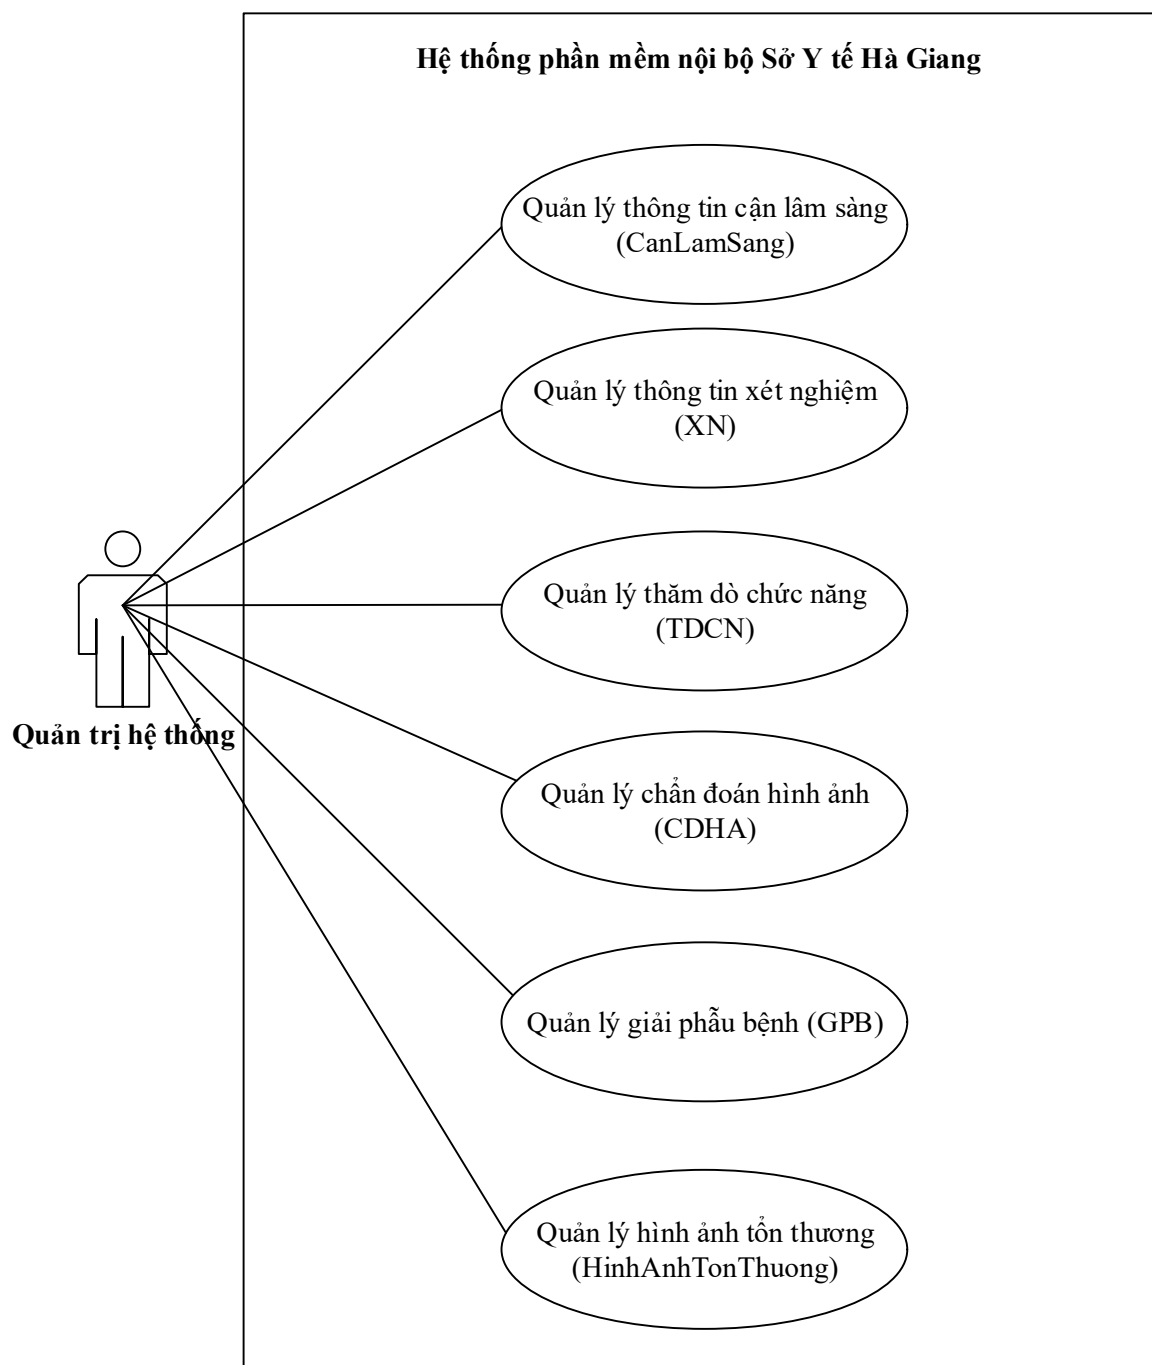 Hệ thống phần mềm nội bộ Sở Y tế Hà Giang
Quản lý thông tin cận lâm sàng
(CanLamSang)
Quản lý thông tin xét nghiệm
(XN)
Quản lý thăm dò chức năng
(TDCN)
Quản trị hệ thống
Quản lý chẩn đoán hình ảnh
(CDHA)
Quản lý giải phẫu bệnh (GPB)
Quản lý hình ảnh tổn thương
(HinhAnhTonThuong)